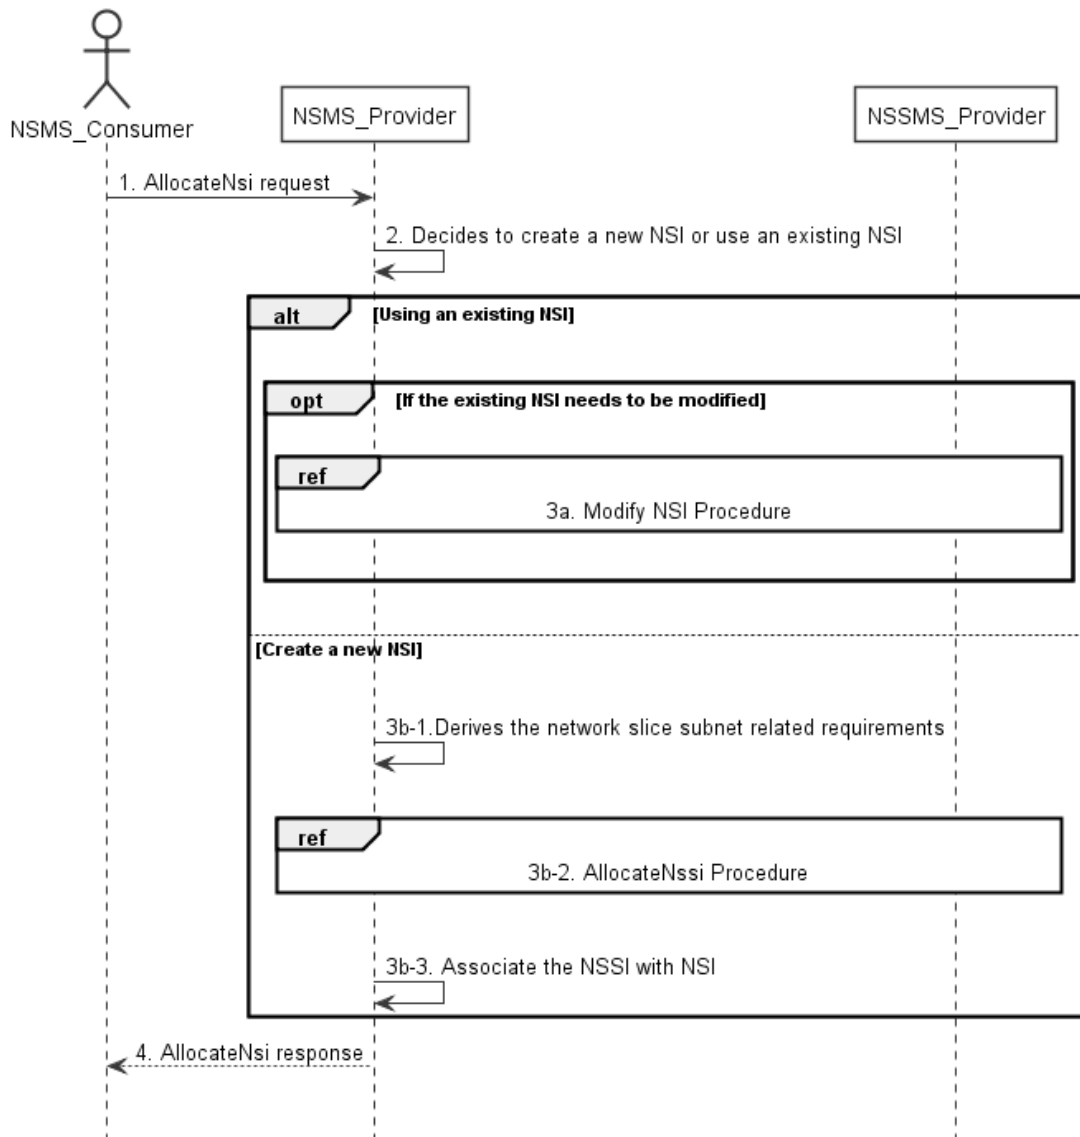 NSMS_Consumer
NSMS_Provider
NSSMS_Provider
1. AllocateNsi request
2. Decides to create a new NSI or use an existing NSI
alt
[Using an existing NSI]
opt
[If the existing NSI needs to be modified]
ref
3a. Modify NSI Procedure
[Create a new NSI]
3b-1.Derives the network slice subnet related requirements
ref
3b-2. AllocateNssi Procedure
3b-3. Associate the NSSI with NSI
4. AllocateNsi response